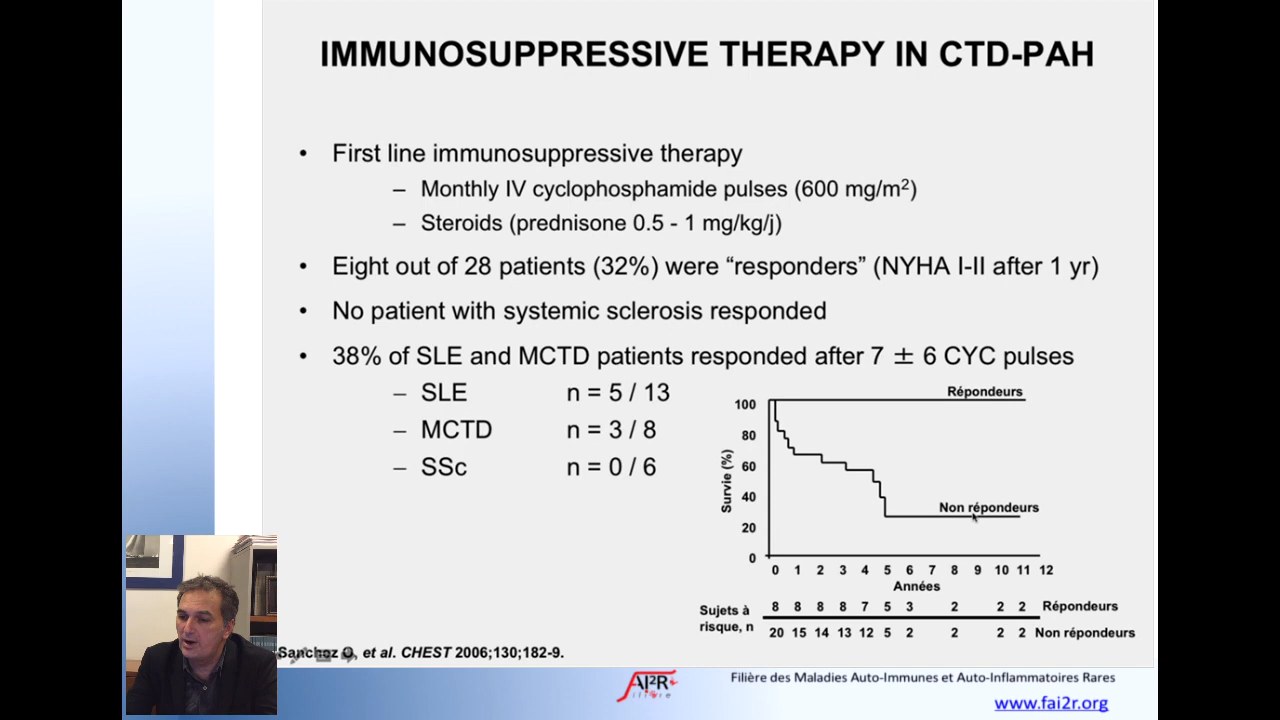 IMMUNOSUPPRESSIVE THERAPY IN CTD-PAH
• First line immunosuppressive therapy
– Monthly IV cyclophosphamide pulses (600 mg/m²)
– Steroids (prednisone 0.5 - 1 mg/kg/j)
• Eight out of 28 patients (32%) were “responders” (NYHA I-II after 1 yr)
• No patient with systemic sclerosis responded
• 38% of SLE and MCTD patients responded after 7 ± 6 CYC pulses
– SLE n = 5 / 13
– MCTD n = 3 / 8
– SSc n = 0 / 6
Répondeurs
100
80
60
40
20
0
Survie (%)
Non répondeurs
0 1 2 3 4 5 6 7 8 9 10 11 12
Années
Sujets à
risque, n
8 8 8 8 7 5 3 2 2 2 Répondeurs
20 15 14 13 12 5 2 2 2 2 Non répondeurs
et al. CHEST 2006;130;182-9.
AI2R
filière
Filière des Maladies Auto-Immunes et Auto-Inflammatoires Rares
www.fai2r.org